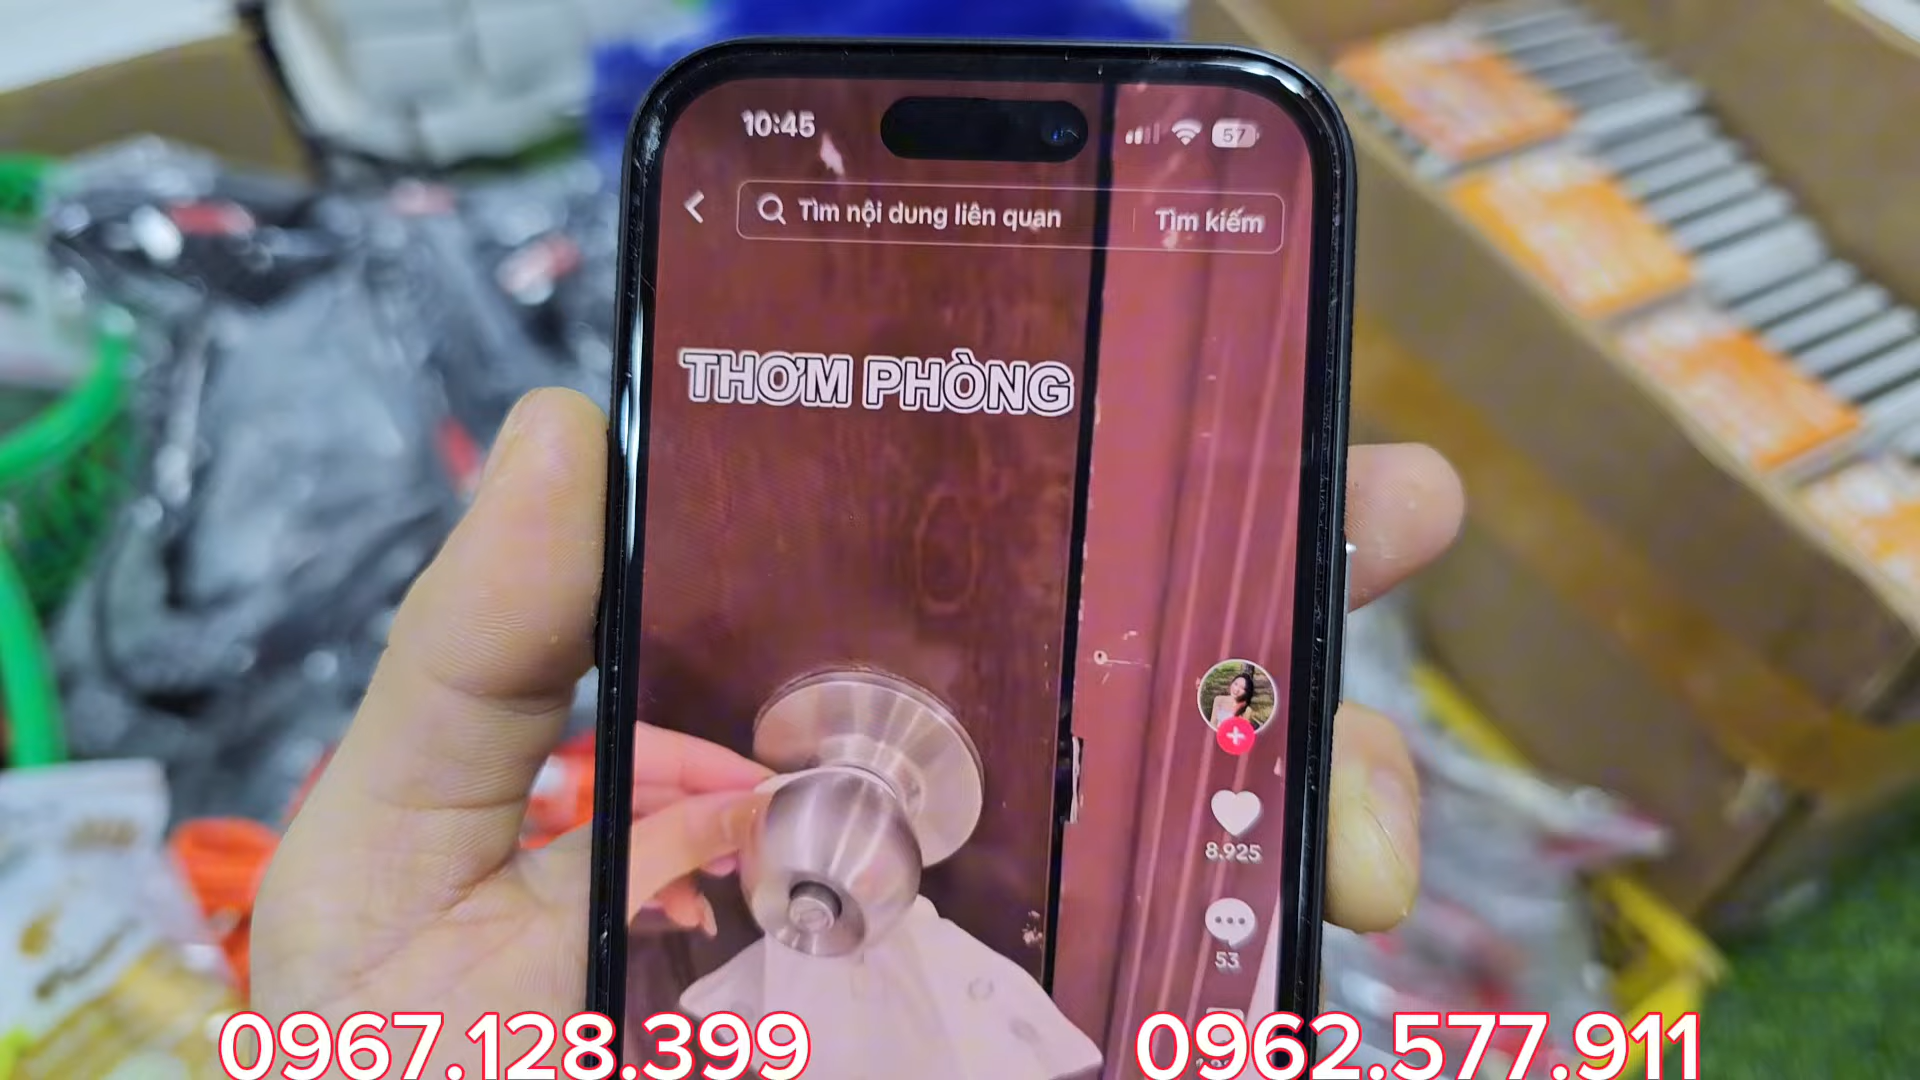 10:45
57
Tìm nội dung liên quan
Tìm kiếm
THƠM PHÒNG
8.925
53
0967.128.399
0962.577.911